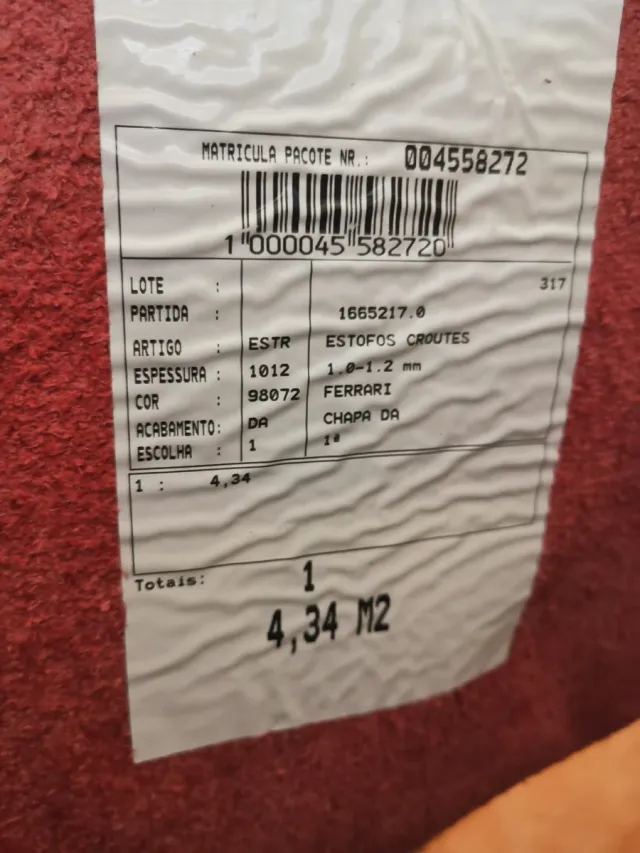 MATRICULA PACOTE NR.: 004558272
1 000045 582720
LOTE : 317
PARTIDA : 1665217.0
ARTIGO : ESTR ESTOFOS CROUTES
ESPESSURA : 1012 1.0-1.2 mm
COR : 98072 FERRARI
ACABAMENTO: DA CHAPA DA
ESCOLHA : 1 1ª
1 : 4,34
Totais: 1
4,34 M2